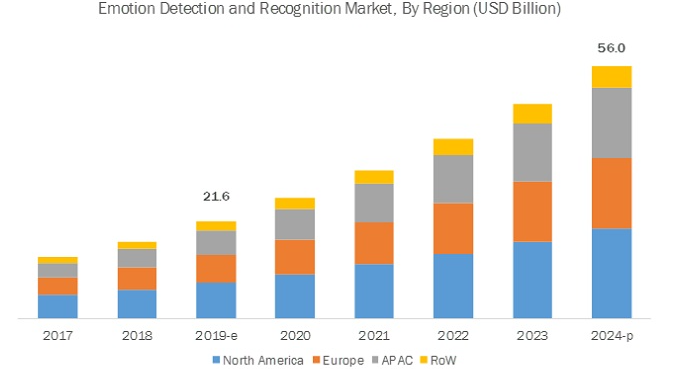 Emotion Detection and Recognition Market, By Region (USD Billion)
56.0
21.6
2017 2018 2019-e 2020 2021 2022 2023 2024-p
North America Europe APAC RoW